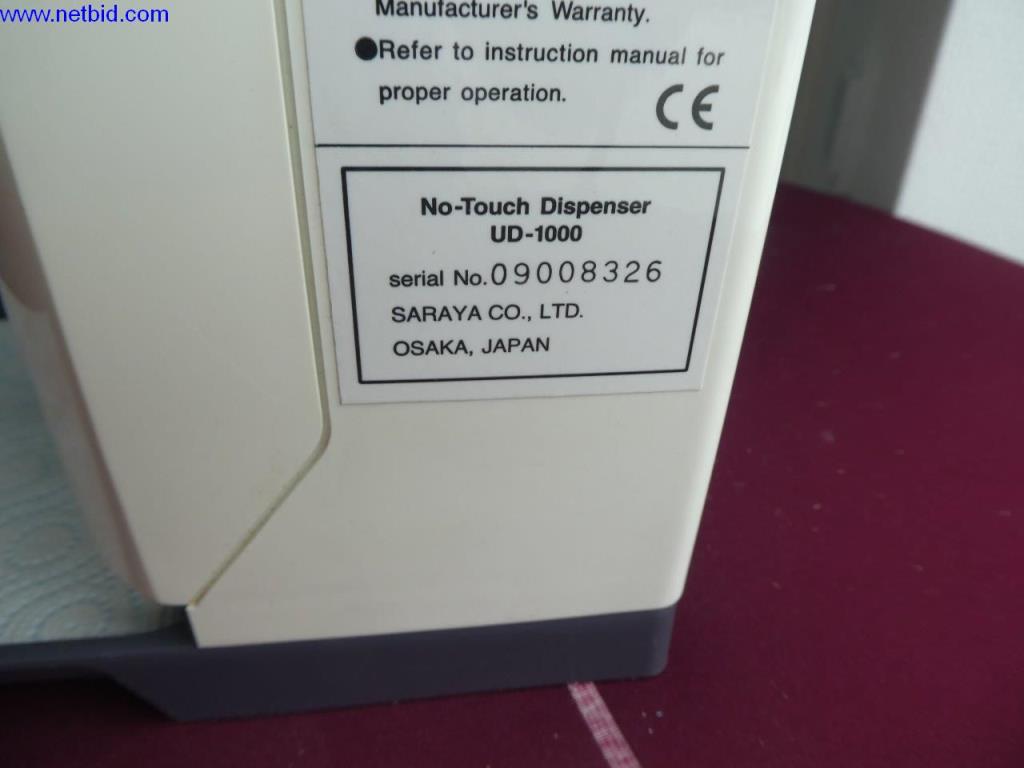 www.netbid.com
Manufacturer's Warranty.
●Refer to instruction manual for
proper operation.
CE
No-Touch Dispenser
UD-1000
serial No.09008326
SARAYA CO., LTD.
OSAKA, JAPAN